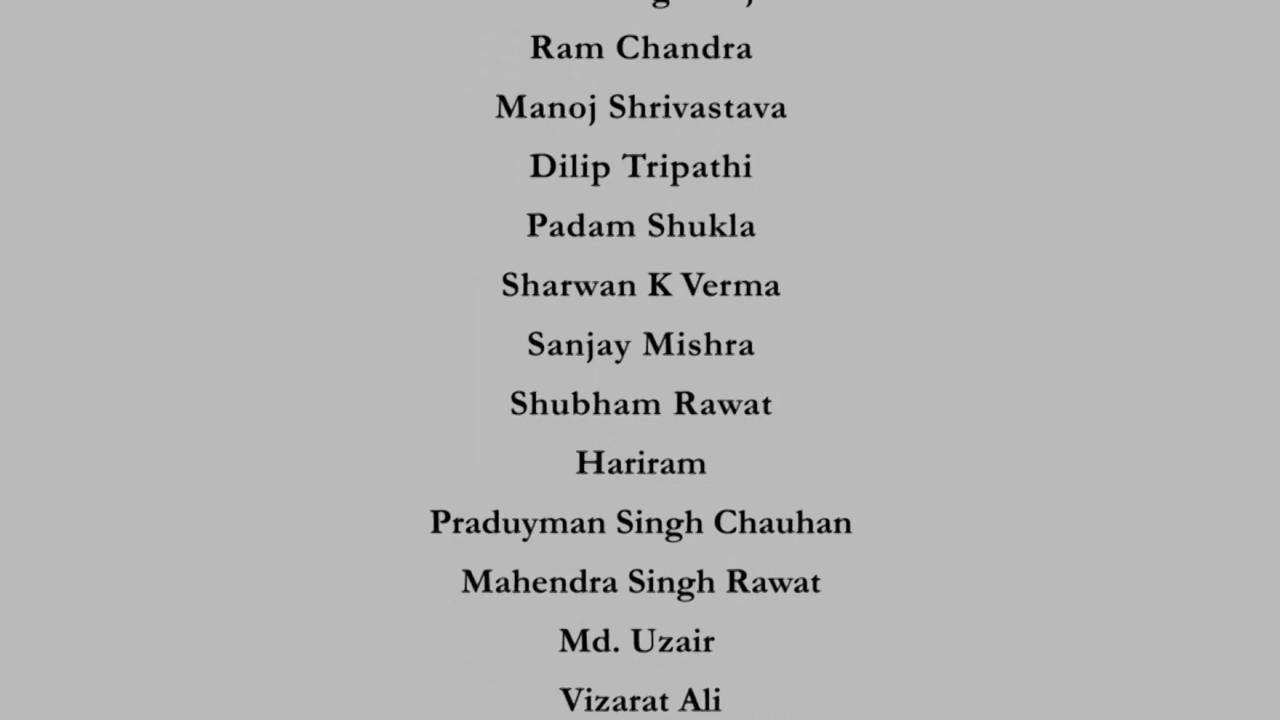 Ram Chandra
Manoj Shrivastava
Dilip Tripathi
Padam Shukla
Sharwan K Verma
Sanjay Mishra
Shubham Rawat
Hariram
Praduyman Singh Chauhan
Mahendra Singh Rawat
Md. Uzair
Vizarat Ali